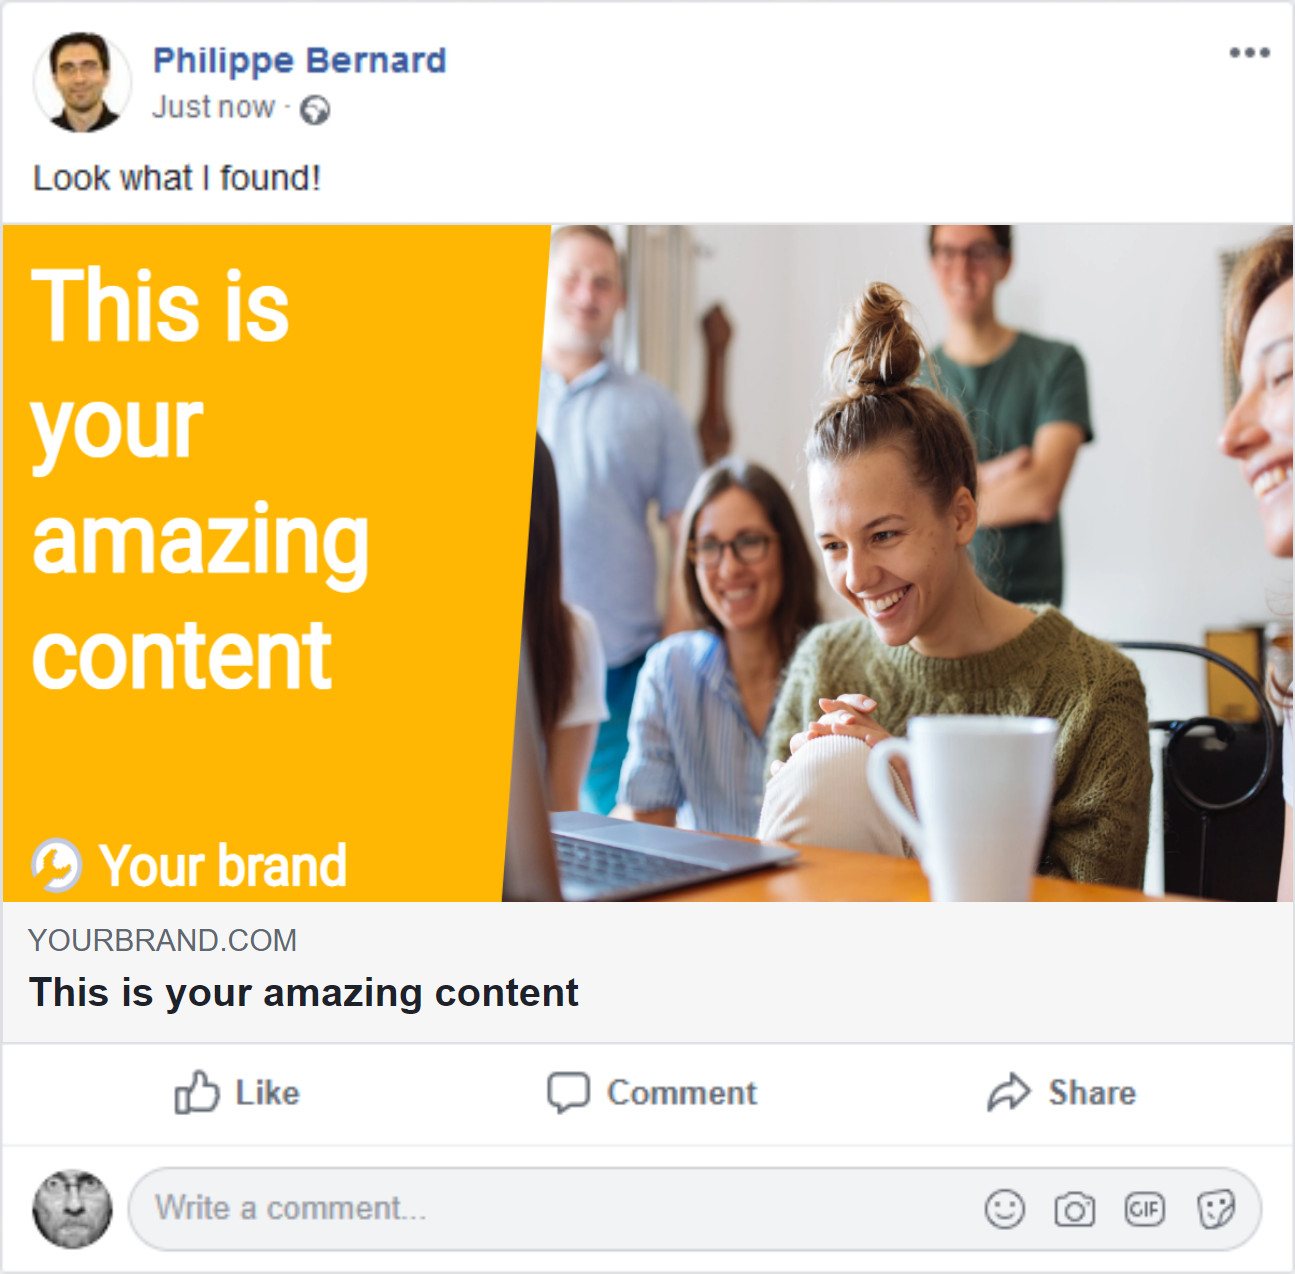 Philippe Bernard
Just now ·
Look what I found!
This is
your
amazing
content
Your brand
YOURBRAND.COM
This is your amazing content
Like Comment Share
Write a comment... GIF